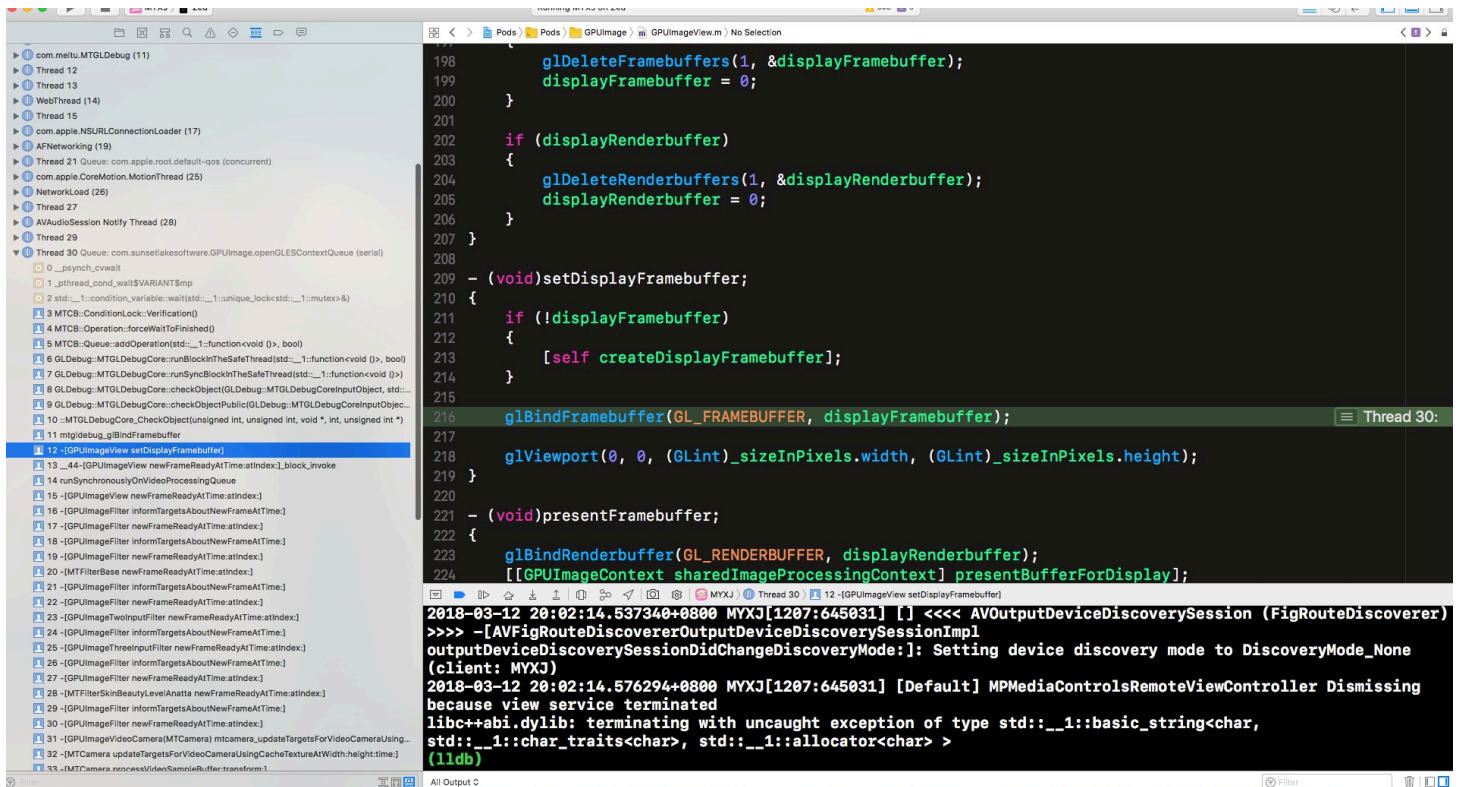 Pods
Pods
GPUImage
GPUImageView.m
No Selection
com.meitu.MTGLDebug (11)
Thread 12
Thread 13
WebThread (14)
Thread 15
com.apple.NSURLConnectionLoader (17)
AFNetworking (19)
Thread 21 Queue: com.apple.root.default-qos (concurrent)
com.apple.CoreMotion.MotionThread (25)
NetworkLoad (26)
Thread 27
AVAudioSession Notify Thread (28)
Thread 29
Thread 30 Queue: com.sunsetlakesoftware.GPUImage.openGLESContextQueue (serial)
0 __psynch_cvwait
1 _pthread_cond_wait$VARIANT$mp
2 std::__1::condition_variable::wait(std::__1::unique_lock<std::__1::mutex>&)
3 MTCB::ConditionLock::Verification()
4 MTCB::Operation::forceWaitToFinished()
5 MTCB::Queue::addOperation(std::__1::function<void ()>, bool)
6 GLDebug::MTGLDebugCore::runBlockInTheSafeThread(std::__1::function<void ()>, bool)
7 GLDebug::MTGLDebugCore::runSyncBlockInTheSafeThread(std::__1::function<void ()>)
8 GLDebug::MTGLDebugCore::checkObject(GLDebug::MTGLDebugCoreInputObject, std::...
9 GLDebug::MTGLDebugCore::checkObjectPublic(GLDebug::MTGLDebugCoreInputObjec...
10 ::MTGLDebugCore_CheckObject(unsigned int, unsigned int, void *, int, unsigned int *)
11 mtgldebug_glBindFramebuffer
12 -[GPUImageView setDisplayFramebuffer]
13 __44-[GPUImageView newFrameReadyAtTime:atIndex:]_block_invoke
14 runSynchronouslyOnVideoProcessingQueue
15 -[GPUImageView newFrameReadyAtTime:atIndex:]
16 -[GPUImageFilter informTargetsAboutNewFrameAtTime:]
17 -[GPUImageFilter newFrameReadyAtTime:atIndex:]
18 -[GPUImageFilter informTargetsAboutNewFrameAtTime:]
19 -[GPUImageFilter newFrameReadyAtTime:atIndex:]
20 -[MTFilterBase newFrameReadyAtTime:atIndex:]
21 -[GPUImageFilter informTargetsAboutNewFrameAtTime:]
22 -[GPUImageFilter newFrameReadyAtTime:atIndex:]
23 -[GPUImageTwoInputFilter newFrameReadyAtTime:atIndex:]
24 -[GPUImageFilter informTargetsAboutNewFrameAtTime:]
25 -[GPUImageThreeInputFilter newFrameReadyAtTime:atIndex:]
26 -[GPUImageFilter informTargetsAboutNewFrameAtTime:]
27 -[GPUImageFilter newFrameReadyAtTime:atIndex:]
28 -[MTFilterSkinBeautyLevelAnatta newFrameReadyAtTime:atIndex:]
29 -[GPUImageFilter informTargetsAboutNewFrameAtTime:]
30 -[GPUImageFilter newFrameReadyAtTime:atIndex:]
31 -[GPUImageVideoCamera(MTCamera) mtcamera_updateTargetsForVideoCameraUsing...
32 -[MTCamera updateTargetsForVideoCameraUsingCacheTextureAtWidth:height:time:]
33 -[MTCamera processVideoSampleBuffer:transform:]
Filter
197 {
198 glDeleteFramebuffers(1, &displayFramebuffer);
199 displayFramebuffer = 0;
200 }
201
202 if (displayRenderbuffer)
203 {
204 glDeleteRenderbuffers(1, &displayRenderbuffer);
205 displayRenderbuffer = 0;
206 }
207 }
208
209 - (void)setDisplayFramebuffer;
210 {
211 if (!displayFramebuffer)
212 {
213 [self createDisplayFramebuffer];
214 }
215
216 glBindFramebuffer(GL_FRAMEBUFFER, displayFramebuffer); Thread 30:
217
218 glViewport(0, 0, (GLint)_sizeInPixels.width, (GLint)_sizeInPixels.height);
219 }
220
221 - (void)presentFramebuffer;
222 {
223 glBindRenderbuffer(GL_RENDERBUFFER, displayRenderbuffer);
224 [[GPUImageContext sharedImageProcessingContext] presentBufferForDisplay];
MYXJ
Thread 30
12 -[GPUImageView setDisplayFramebuffer]
2018-03-12 20:02:14.537340+0800 MYXJ[1207:645031] [] <<<< AVOutputDeviceDiscoverySession (FigRouteDiscoverer)
>>>> -[AVFigRouteDiscovererOutputDeviceDiscoverySessionImpl
outputDeviceDiscoverySessionDidChangeDiscoveryMode:]: Setting device discovery mode to DiscoveryMode_None
(client: MYXJ)
2018-03-12 20:02:14.576294+0800 MYXJ[1207:645031] [Default] MPMediaControlsRemoteViewController Dismissing
because view service terminated
libc++abi.dylib: terminating with uncaught exception of type std::__1::basic_string<char,
std::__1::char_traits<char>, std::__1::allocator<char> >
(lldb)
All Output
Filter